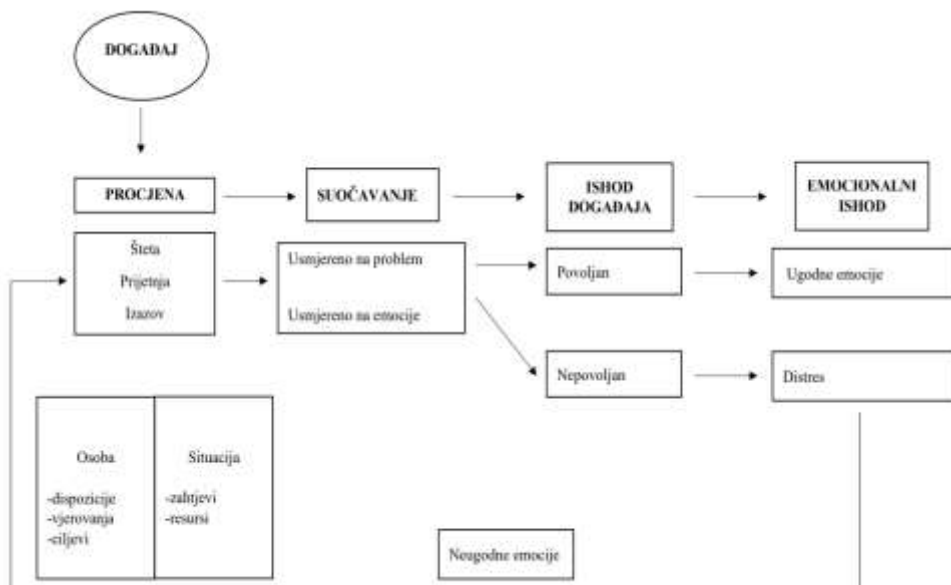 DOGAĐAJ
PROCJENA
SUOČAVANJE
ISHOD
DOGAĐAJA
EMOCIONALNI
ISHOD
Šteta
Prijetnja
Izazov
Usmjereno na problem
Usmjereno na emocije
Povoljan
Ugodne emocije
Nepovoljan
Distres
Osoba
-dispozicije
-vjerovanja
-ciljevi
Situacija
-zahtjevi
-resursi
Neugodne emocije